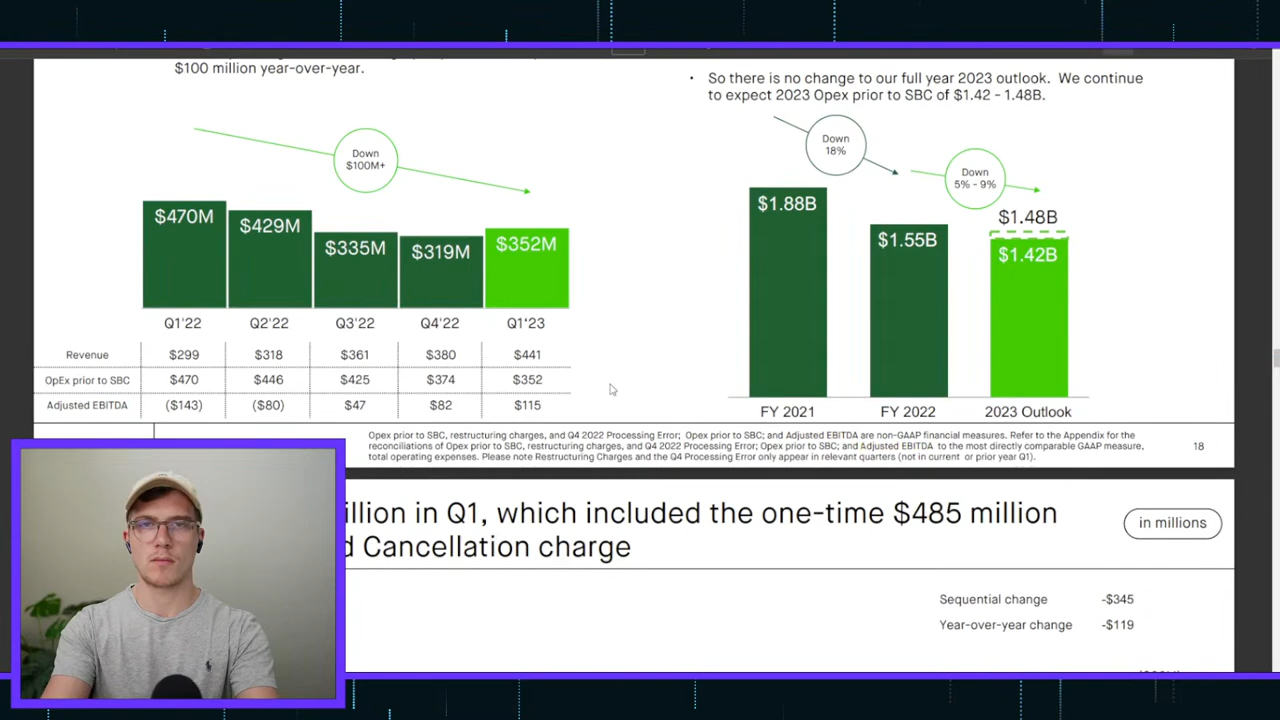 $100 million year-over-year.
Down
$100M+
$470M
$429M
$335M
$319M
$352M
Q1'22
Q2'22
Q3'22
Q4'22
Q1'23
Revenue $299 $318 $361 $380 $441
OpEx prior to SBC $470 $446 $425 $374 $352
Adjusted EBITDA ($143) ($80) $47 $82 $115
• So there is no change to our full year 2023 outlook. We continue
to expect 2023 Opex prior to SBC of $1.42 - 1.48B.
Down
18%
Down
5% - 9%
$1.88B
$1.55B
$1.48B
$1.42B
FY 2021
FY 2022
2023 Outlook
Opex prior to SBC, restructuring charges, and Q4 2022 Processing Error; Opex prior to SBC; and Adjusted EBITDA are non-GAAP financial measures. Refer to the Appendix for the
reconciliations of Opex prior to SBC, restructuring charges, and Q4 2022 Processing Error; Opex prior to SBC; and Adjusted EBITDA to the most directly comparable GAAP measure,
total operating expenses. Please note Restructuring Charges and the Q4 Processing Error only appear in relevant quarters (not in current or prior year Q1).
18
illion in Q1, which included the one-time $485 million
d Cancellation charge
in millions
Sequential change -$345
Year-over-year change -$119